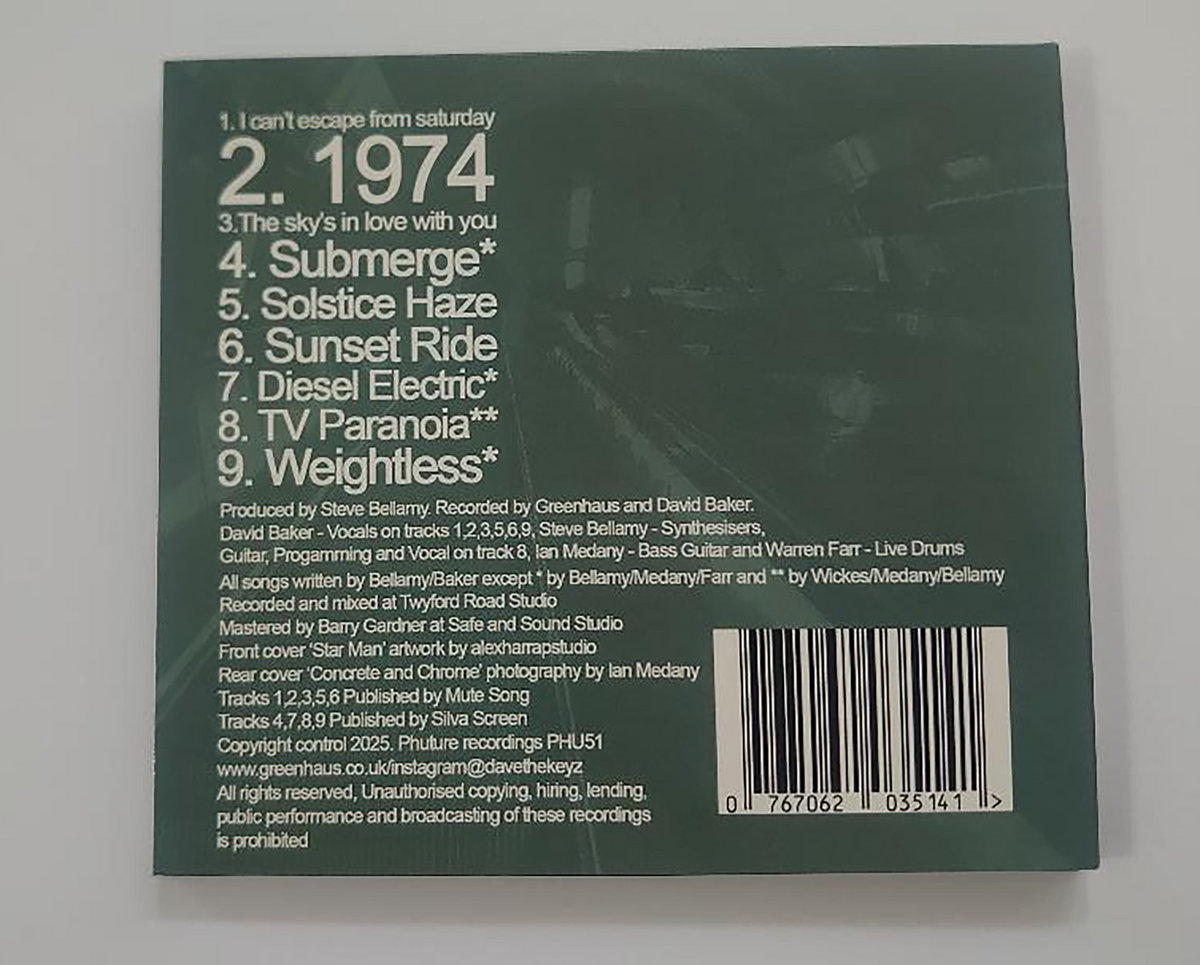 1. I can't escape from saturday
2. 1974
3.The sky's in love with you
4. Submerge*
5. Solstice Haze
6. Sunset Ride
7. Diesel Electric*
8. TV Paranoia**
9. Weightless*
Produced by Steve Bellamy. Recorded by Greenhaus and David Baker.
David Baker - Vocals on tracks 1,2,3,5,6,9, Steve Bellamy - Synthesisers,
Guitar, Progamming and Vocal on track 8, Ian Medany - Bass Guitar and Warren Farr - Live Drums
All songs written by Bellamy/Baker except * by Bellamy/Medany/Farr and ** by Wickes/Medany/Bellamy
Recorded and mixed at Twyford Road Studio
Mastered by Barry Gardner at Safe and Sound Studio
Front cover 'Star Man' artwork by alexharrapstudio
Rear cover 'Concrete and Chrome' photography by Ian Medany
Tracks 1,2,3,5,6 Published by Mute Song
Tracks 4,7,8,9 Published by Silva Screen
Copyright control 2025. Phuture recordings PHU51
www.greenhaus.co.uk/instagram@davethekeyz
All rights reserved, Unauthorised copying, hiring, lending,
public performance and broadcasting of these recordings
is prohibited
0 767062 035141 >